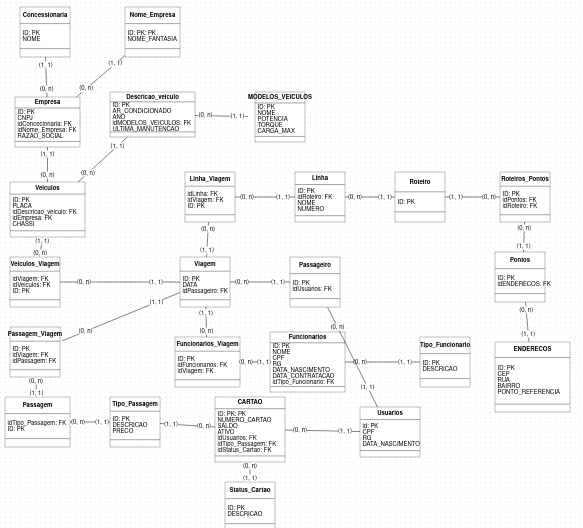 Concessionaria
ID: PK
NOME
Nome_Empresa
ID: PK: PK
NOME_FANTASIA
(1, 1)
(1, 1)
(0, n)
(0, n)
Empresa
ID: PK
CNPJ
idConcecionaria: FK
idNome_Empresa: FK
RAZAO_SOCIAL
Descricao_veiculo
ID: PK
AR_CONDICIONADO
ANO
idMODELOS_VEICULOS: FK
ULTIMA_MANUTENCAO
(0, n)
(1, 1)
MODELOS_VEICULOS
ID: PK
NOME
POTENCIA
TORQUE
CARGA_MAX
(1, 1)
(1, 1)
(0, n)
(0, n)
Veiculos
ID: PK
PLACA
idDescricao_veiculo: FK
idEmpresa: FK
CHASSI
Linha_Viagem
idLinha: FK
idViagem: FK
ID: PK
(0, n)
(1, 1)
Linha
ID: PK
idRoteiro: FK
NOME
NUMERO
(0, n)
(1, 1)
Roteiro
ID: PK
(1, 1)
(0, n)
Roteiros_Pontos
ID: PK
idPontos: FK
idRoteiro: FK
(1, 1)
(0, n)
(0, n)
(1, 1)
(0, n)
(1, 1)
Veiculos_Viagem
idViagem: FK
idVeiculos: FK
ID: PK
(0, n)
(1, 1)
Viagem
ID: PK
DATA
idPassageiro: FK
(0, n)
(1, 1)
Passageiro
ID: PK
idUsuarios: FK
Pontos
ID: PK
idENDERECOS: FK
(1, 1)
(1, 1)
(0, n)
(0, n)
(0, n)
(0, n)
(1, 1)
Passagem_Viagem
ID: PK
idViagem: FK
idPassagem: FK
Funcionarios_Viagem
ID: PK
idFuncionarios: FK
idViagem: FK
(0, n)
(1, 1)
Funcionarios
ID: PK
NOME
CPF
RG
DATA_NASCIMENTO
DATA_CONTRATACAO
idTipo_Funcionario: FK
(0, n)
(1, 1)
Tipo_Funcionario
ID: PK
DESCRICAO
ENDERECOS
ID: PK
CEP
RUA
BAIRRO
PONTO_REFERENCIA
(0, n)
(1, 1)
(1, 1)
Passagem
idTipo_Passagem: FK
ID: PK
(0, n)
(1, 1)
Tipo_Passagem
ID: PK
DESCRICAO
PRECO
(1, 1)
(0, n)
CARTAO
ID: PK: PK
NUMERO_CARTAO
SALDO
ATIVO
idUsuarios: FK
idTipo_Passagem: FK
idStatus_Cartao: FK
(0, n)
(1, 1)
Usuarios
Id: PK
CPF
RG
DATA_NASCIMENTO
(0, n)
(1, 1)
Status_Cartao
ID: PK
DESCRICAO